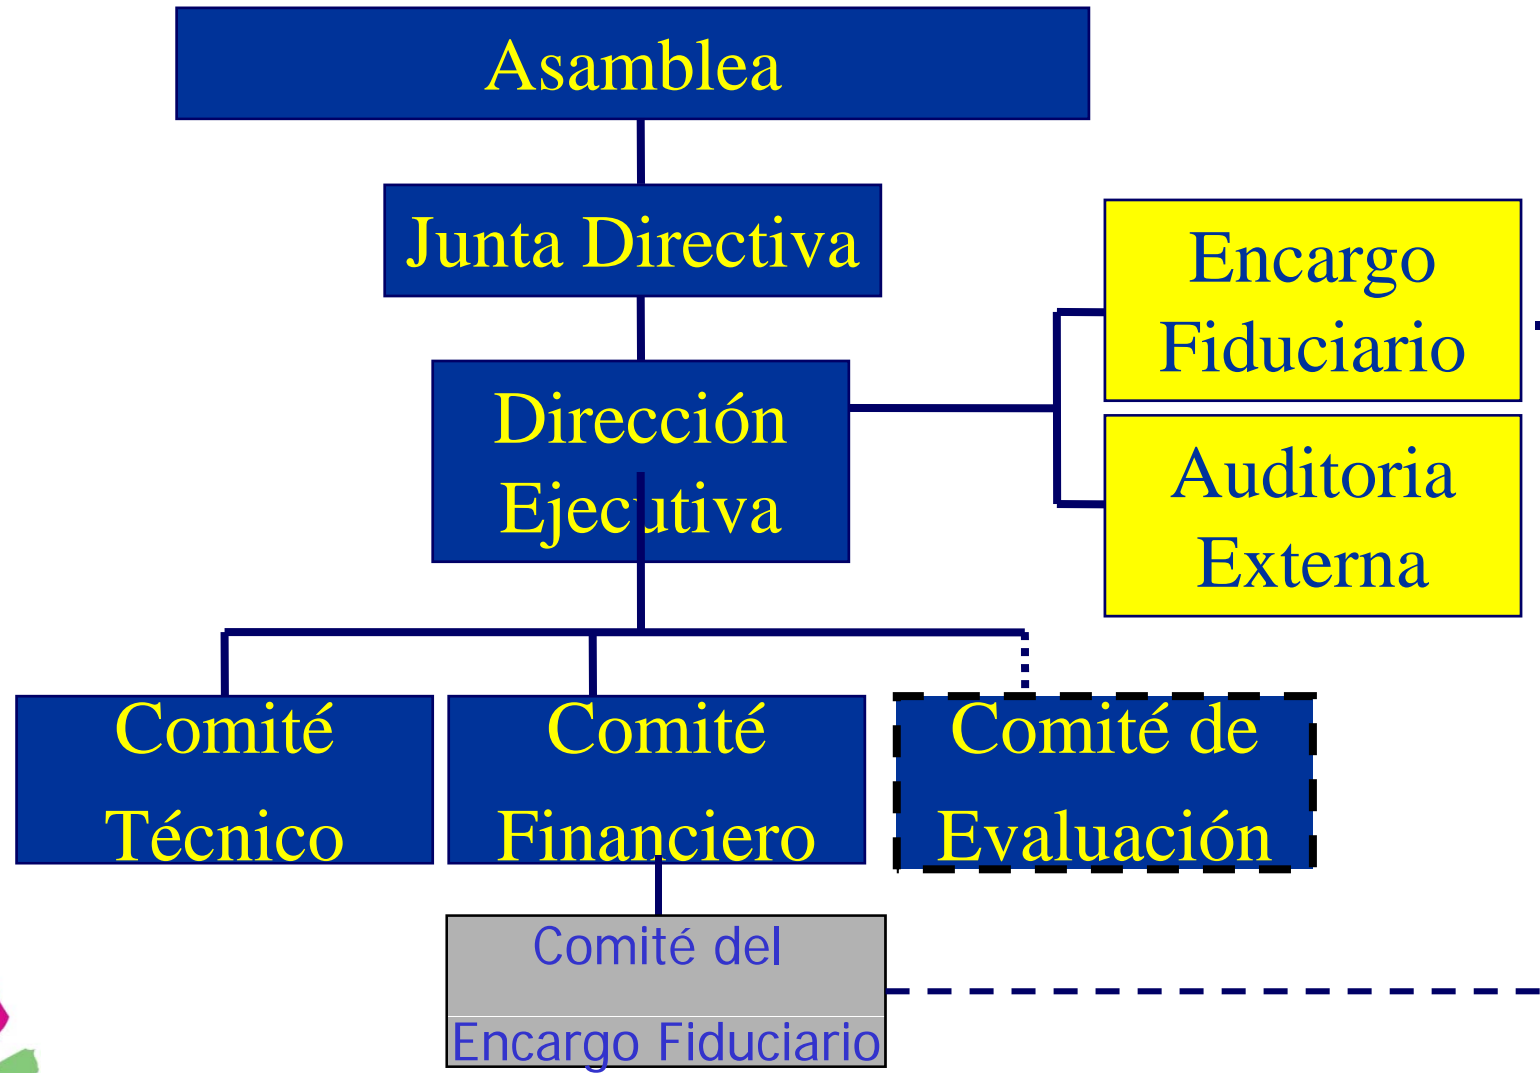 Asamblea
Junta Directiva
Dirección
Ejecutiva
Encargo
Fiduciario
Auditoria
Externa
Comité
Técnico
Comité
Financiero
Comité de
Evaluación
Comité del
Encargo Fiduciario